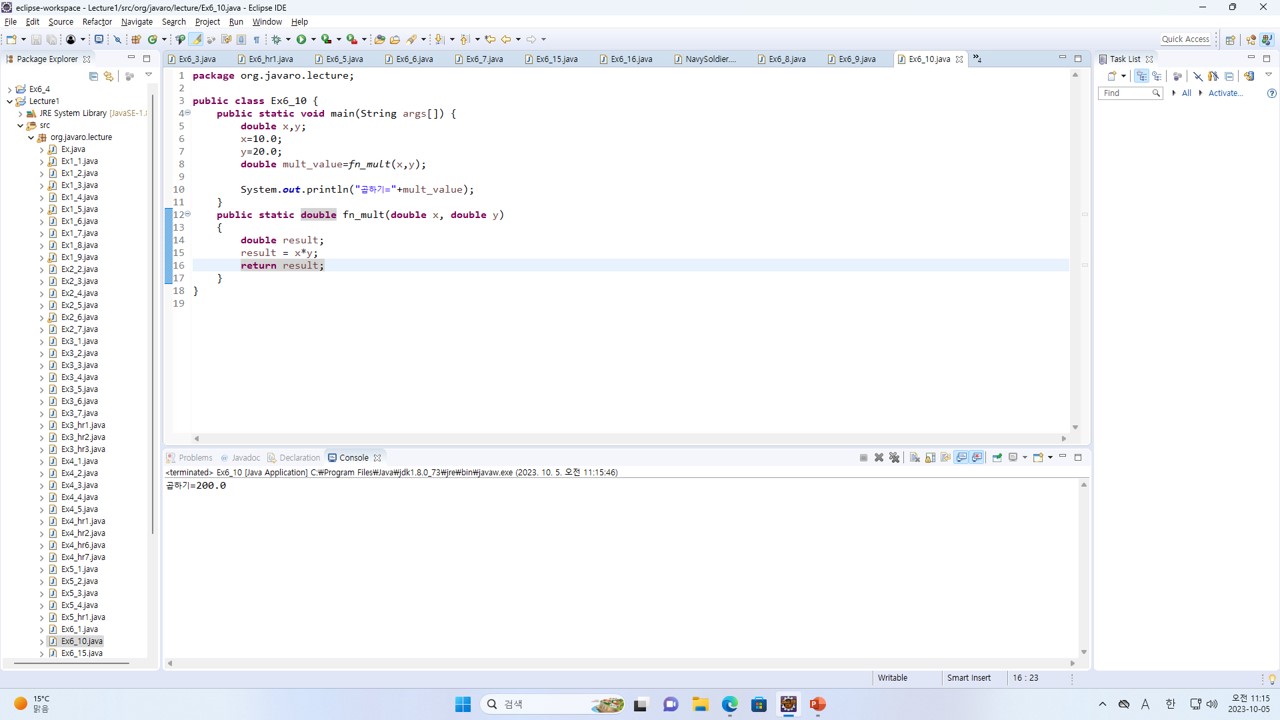 eclipse-workspace - Lecture1/src/org/javaro/lecture/Ex6_10.java - Eclipse IDE
File Edit Source Refactor Navigate Search Project Run Window Help
Quick Access
Package Explorer
Ex6_3.java Ex6_hr1.java Ex6_5.java Ex6_6.java Ex6_7.java Ex6_15.java Ex6_16.java NavySoldier.... Ex6_8.java Ex6_9.java Ex6_10.java
Task List
Find All Activate...
Ex6_4
Lecture1
JRE System Library [JavaSE-1.
src
org.javaro.lecture
Ex.java
Ex1_1.java
Ex1_2.java
Ex1_3.java
Ex1_4.java
Ex1_5.java
Ex1_6.java
Ex1_7.java
Ex1_8.java
Ex1_9.java
Ex2_2.java
Ex2_3.java
Ex2_4.java
Ex2_5.java
Ex2_6.java
Ex2_7.java
Ex3_1.java
Ex3_2.java
Ex3_3.java
Ex3_4.java
Ex3_5.java
Ex3_6.java
Ex3_7.java
Ex3_hr1.java
Ex3_hr2.java
Ex3_hr3.java
Ex4_1.java
Ex4_2.java
Ex4_3.java
Ex4_4.java
Ex4_5.java
Ex4_hr1.java
Ex4_hr2.java
Ex4_hr6.java
Ex4_hr7.java
Ex5_1.java
Ex5_2.java
Ex5_3.java
Ex5_4.java
Ex5_hr1.java
Ex6_1.java
Ex6_10.java
Ex6_15.java
1 package org.javaro.lecture;
2
3 public class Ex6_10 {
4 public static void main(String args[]) {
5 double x,y;
6 x=10.0;
7 y=20.0;
8 double mult_value=fn_mult(x,y);
9
10 System.out.println("곱하기="+mult_value);
11 }
12 public static double fn_mult(double x, double y)
13 {
14 double result;
15 result = x*y;
16 return result;
17 }
18 }
19
Problems Javadoc Declaration Console
<terminated> Ex6_10 [Java Application] C:₩Program Files₩Java₩jdk1.8.0_73₩jre₩bin₩javaw.exe (2023. 10. 5. 오전 11:15:46)
곱하기=200.0
Writable Smart Insert 16 : 23
15°C
맑음
검색
한
오전 11:15
2023-10-05